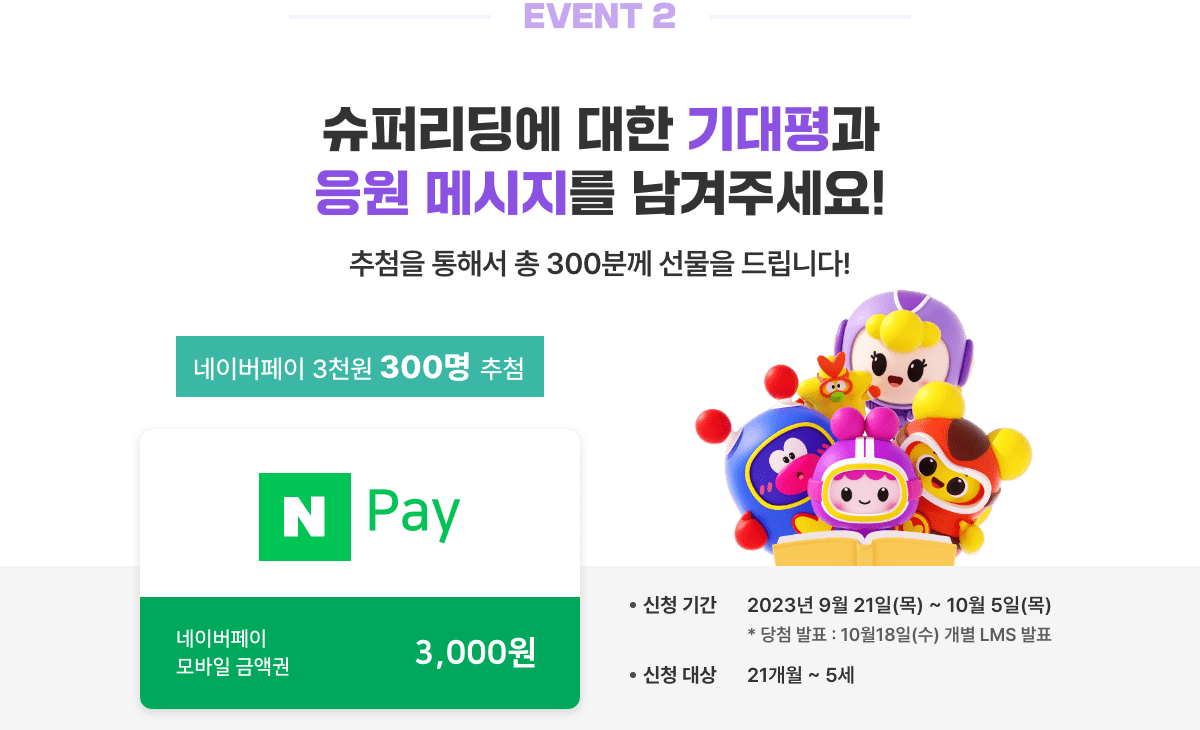 EVENT 2
슈퍼리딩에 대한 기대평과
응원 메시지를 남겨주세요!
추첨을 통해서 총 300분께 선물을 드립니다!
네이버페이 3천원 300명 추첨
N Pay
네이버페이
모바일 금액권
3,000원
• 신청 기간 2023년 9월 21일(목) ~ 10월 5일(목)
* 당첨 발표 : 10월18일(수) 개별 LMS 발표
• 신청 대상 21개월 ~ 5세